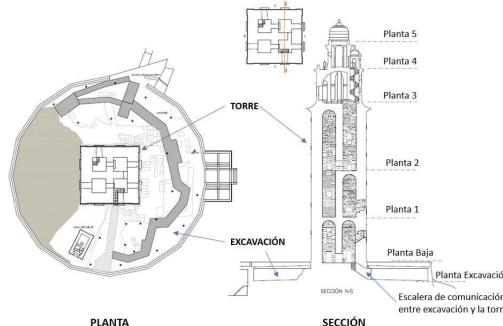 Planta 5
Planta 4
Planta 3
TORRE
Planta 2
Planta 1
EXCAVACIÓN
Planta Baja
Planta Excavació
SECCIÓN N-S
Escalera de comunicación
entre excavación y la torr
PLANTA
SECCIÓN